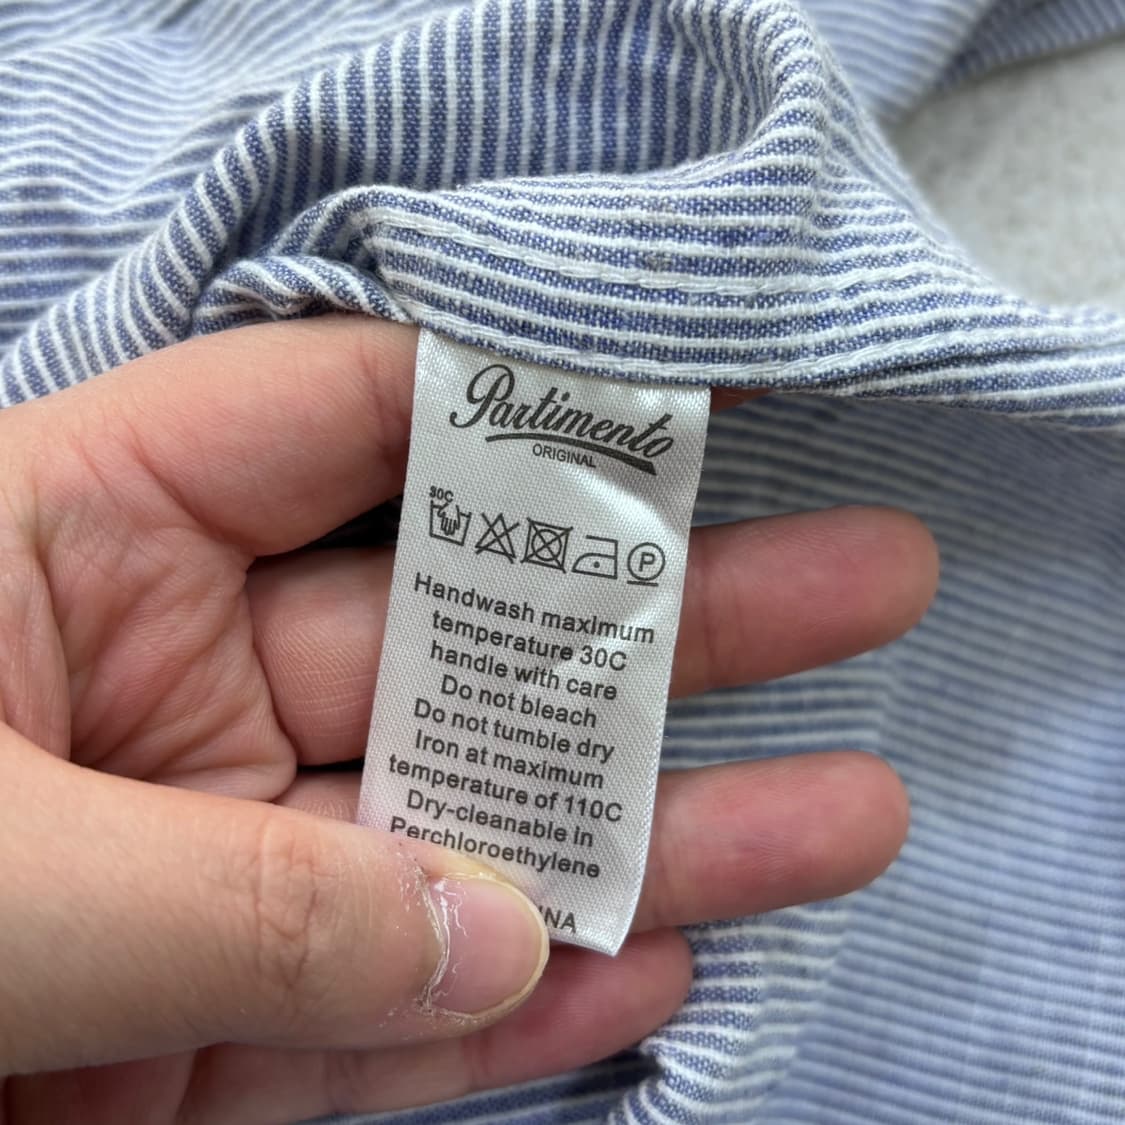 Partimento
ORIGINAL
30C
P
Handwash maximum
temperature 30C
handle with care
Do not bleach
Do not tumble dry
Iron at maximum
temperature of 110C
Dry-cleanable in
Perchloroethylene